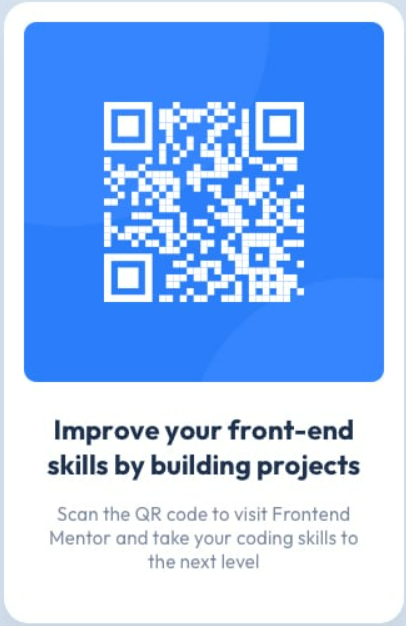 Improve your front-end
skills by building projects
Scan the QR code to visit Frontend
Mentor and take your coding skills to
the next level